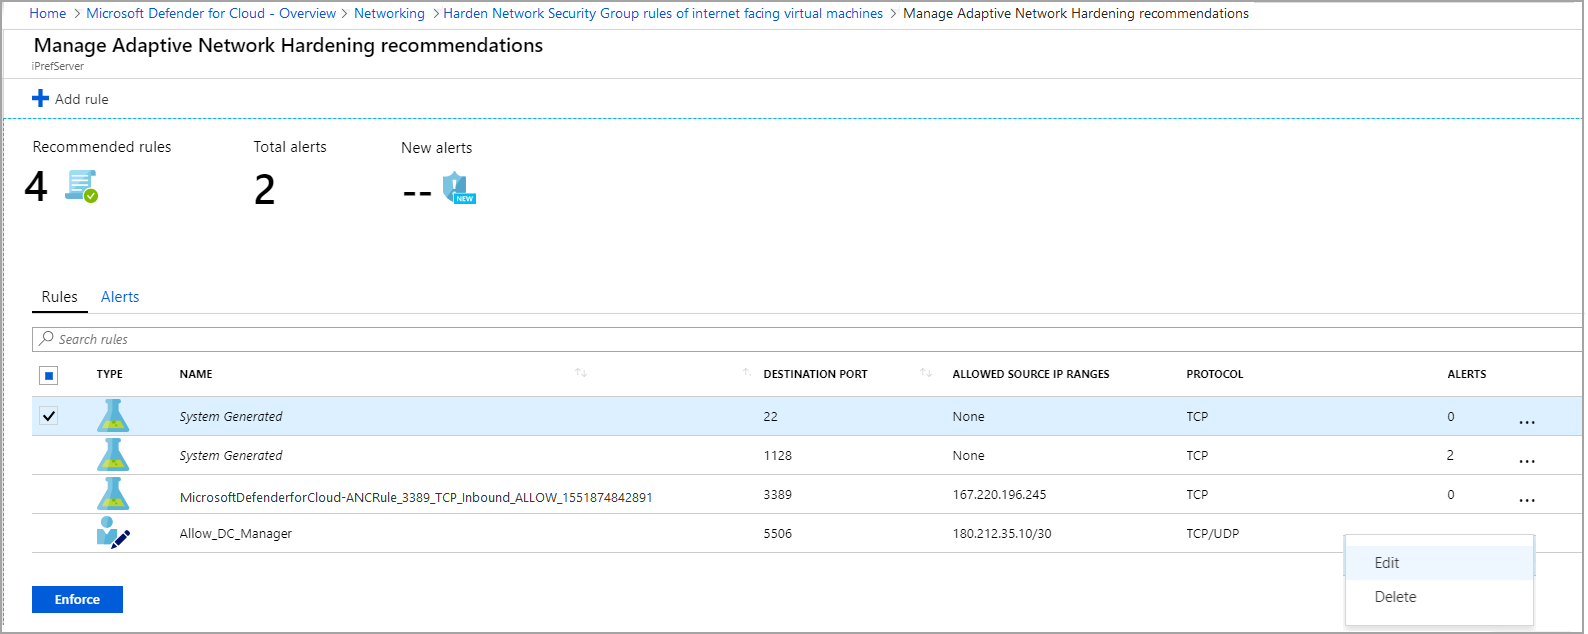 Home > Microsoft Defender for Cloud - Overview > Networking > Harden Network Security Group rules of internet facing virtual machines > Manage Adaptive Network Hardening recommendations
Manage Adaptive Network Hardening recommendations
iPrefServer
Add rule
Recommended rules Total alerts New alerts
4 2 --
NEW
Rules Alerts
Search rules
TYPE NAME DESTINATION PORT ALLOWED SOURCE IP RANGES PROTOCOL ALERTS
System Generated 22 None TCP 0 ...
System Generated 1128 None TCP 2 ...
MicrosoftDefenderforCloud-ANCRule_3389_TCP_Inbound_ALLOW_1551874842891 3389 167.220.196.245 TCP 0 ...
Allow_DC_Manager 5506 180.212.35.10/30 TCP/UDP
Edit
Delete
Enforce